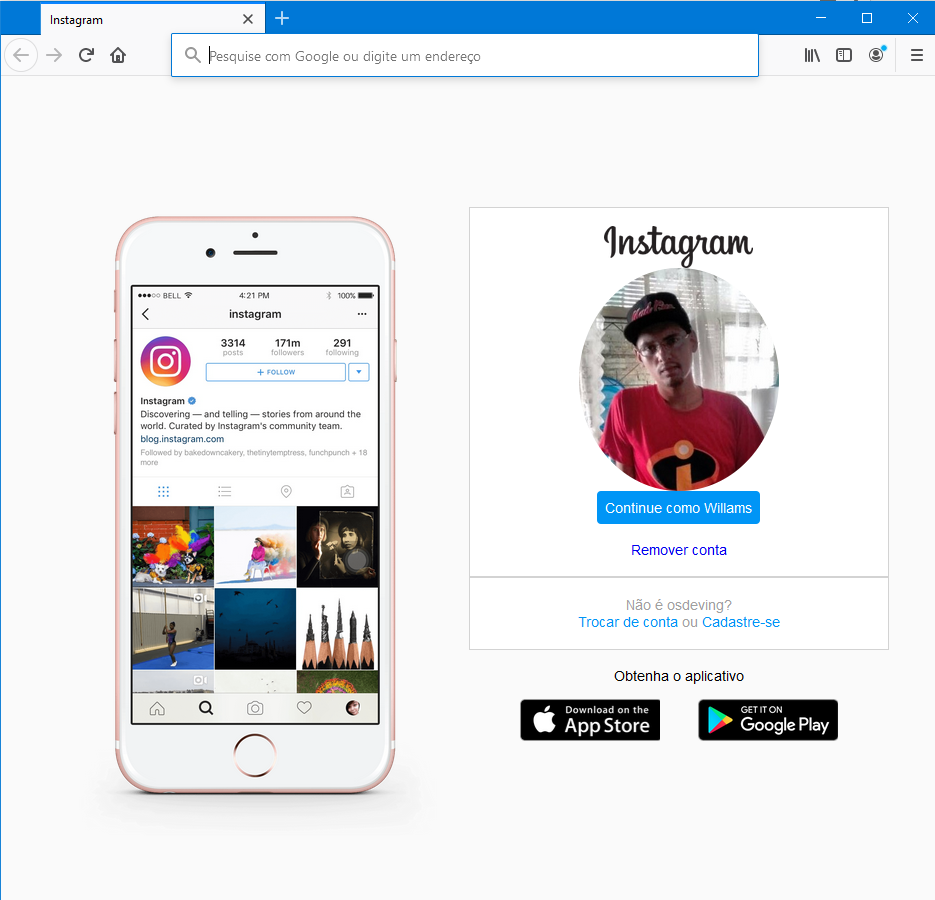 Instagram
Pesquise com Google ou digite um endereço
BELL
4:21 PM
100%
instagram
3314
171m
291
posts
followers
following
+ FOLLOW
Instagram
Discovering — and telling — stories from around the
world. Curated by Instagram's community team.
blog.instagram.com
Followed by bakedowncakery, thetinytemptress, funchpunch + 18
more
Instagram
Continue como Willams
Remover conta
Não é osdeving?
Trocar de conta ou Cadastre-se
Obtenha o aplicativo
Download on the
App Store
GET IT ON
Google Play